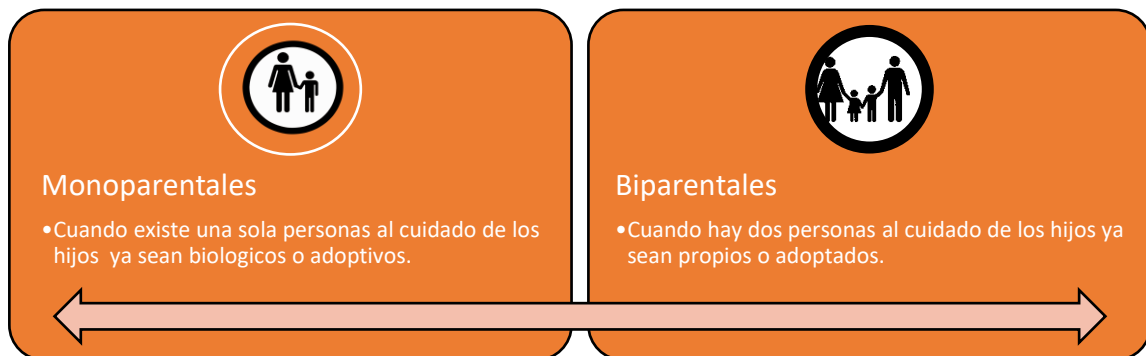 Monoparentales
•Cuando existe una sola personas al cuidado de los
hijos  ya sean biologicos o adoptivos.
Biparentales
•Cuando hay dos personas al cuidado de los hijos ya
sean propios o adoptados.